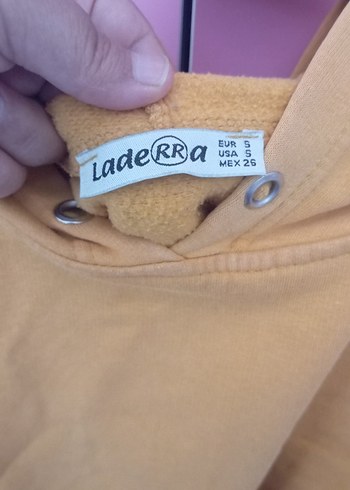 LadeRRa
EUR S
USA S
MEX 26